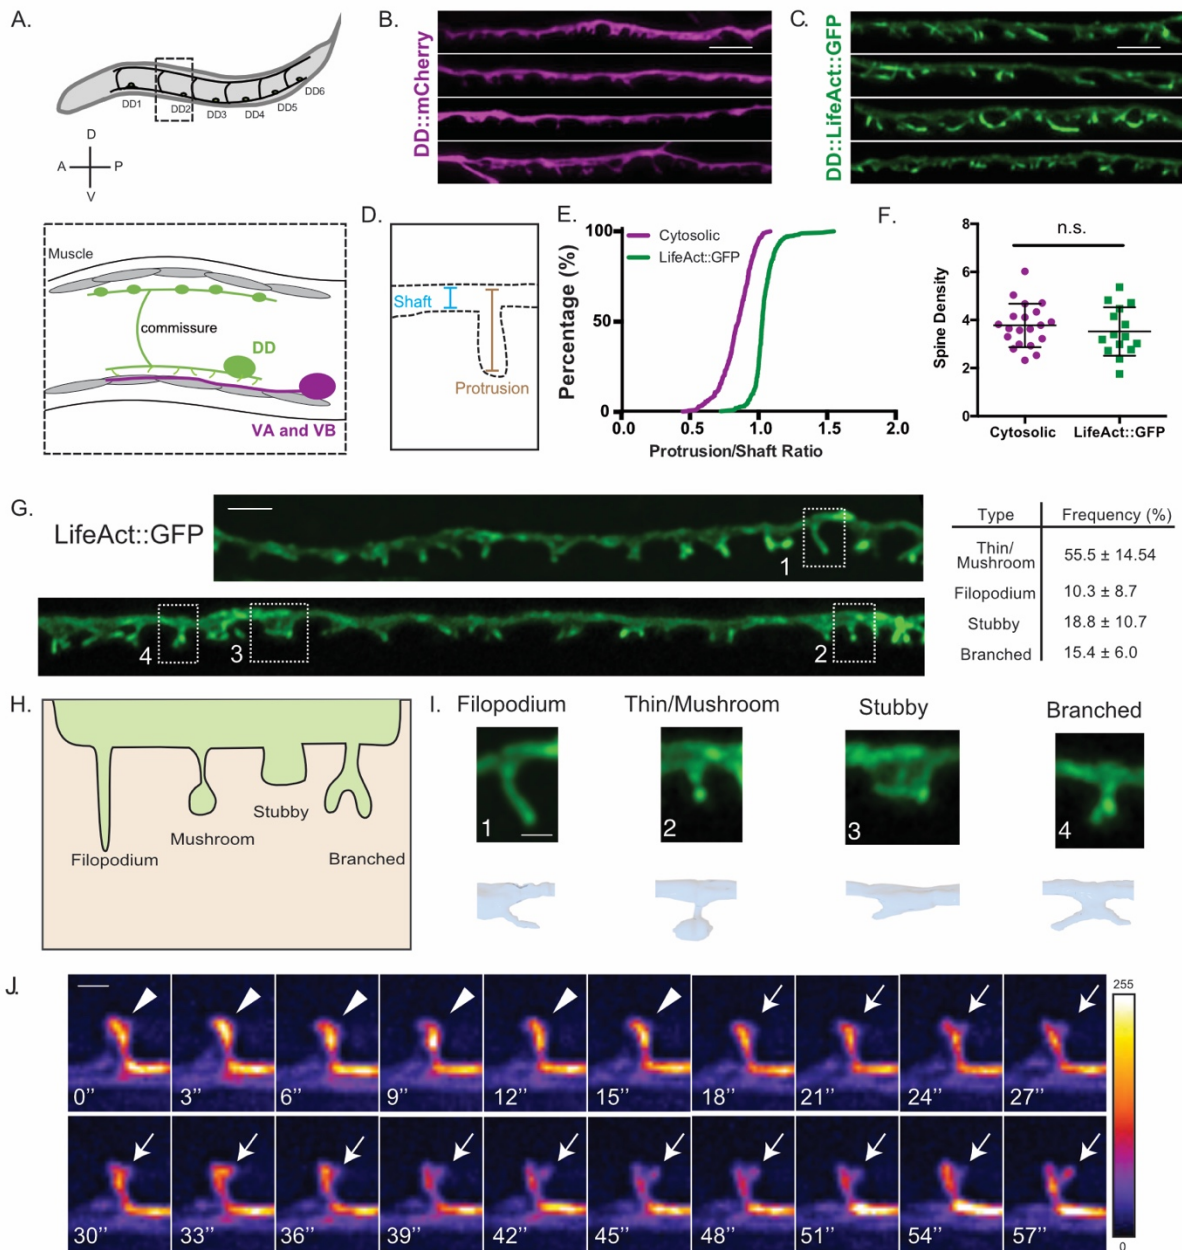 A.
DD1
DD2
DD3
DD4
DD5
DD6
D
A
P
V
Muscle
commissure
DD
VA and VB
B.
DD::mCherry
C.
DD::LifeAct::GFP
D.
Shaft
Protrusion
E.
Percentage (%)
100
50
0
Cytosolic
LifeAct::GFP
0.0 0.5 1.0 1.5 2.0
Protrusion/Shaft Ratio
F.
n.s.
Spine Density
8
6
4
2
0
Cytosolic LifeAct::GFP
G.
LifeAct::GFP
1
4 3 2
Type Frequency (%)
Thin/
Mushroom 55.5 ± 14.54
Filopodium 10.3 ± 8.7
Stubby 18.8 ± 10.7
Branched 15.4 ± 6.0
H.
Filopodium
Mushroom
Stubby
Branched
I.
Filopodium Thin/Mushroom Stubby Branched
1 2 3 4
J.
0’’ 3’’ 6’’ 9’’ 12’’ 15’’ 18’’ 21’’ 24’’ 27’’
30’’ 33’’ 36’’ 39’’ 42’’ 45’’ 48’’ 51’’ 54’’ 57’’
255
0